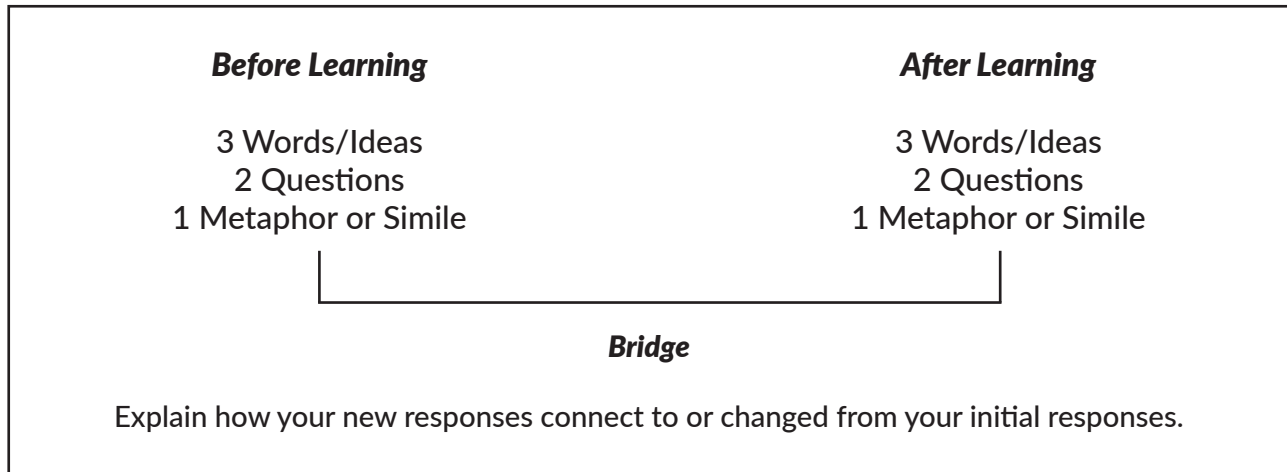 Before Learning
3 Words/Ideas
2 Questions
1 Metaphor or Simile
After Learning
3 Words/Ideas
2 Questions
1 Metaphor or Simile
Bridge
Explain how your new responses connect to or changed from your initial responses.